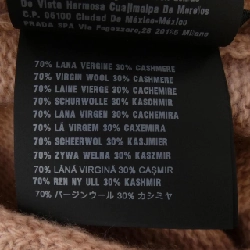 De Vista Hermosa Cuajimalpa De Morelos
C.P. 05100 Ciudad De México-México
PRADA SPA Via Fogazzaro, 28 20135 Milano
70% LANA VERGINE 30% CASHMERE
70% VIRGIN WOOL 30% CASHMERE
70% LAINE VIERGE 30% CACHEMIRE
70% SCHURWOLLE 30% KASCHMIR
70% LANA VIRGEN 30% CACHEMIRA
70% LÃ VIRGEM 30% CAXEMIRA
70% SCHEERWOL 30% KASJMIER
70% ŻYWA WEŁNA 30% KASZMIR
70% LÂNĂ VIRGINĂ 30% CAŞMIR
70% REN NY ULL 30% KASHMIR
70% バージンウール 30% カシミヤ